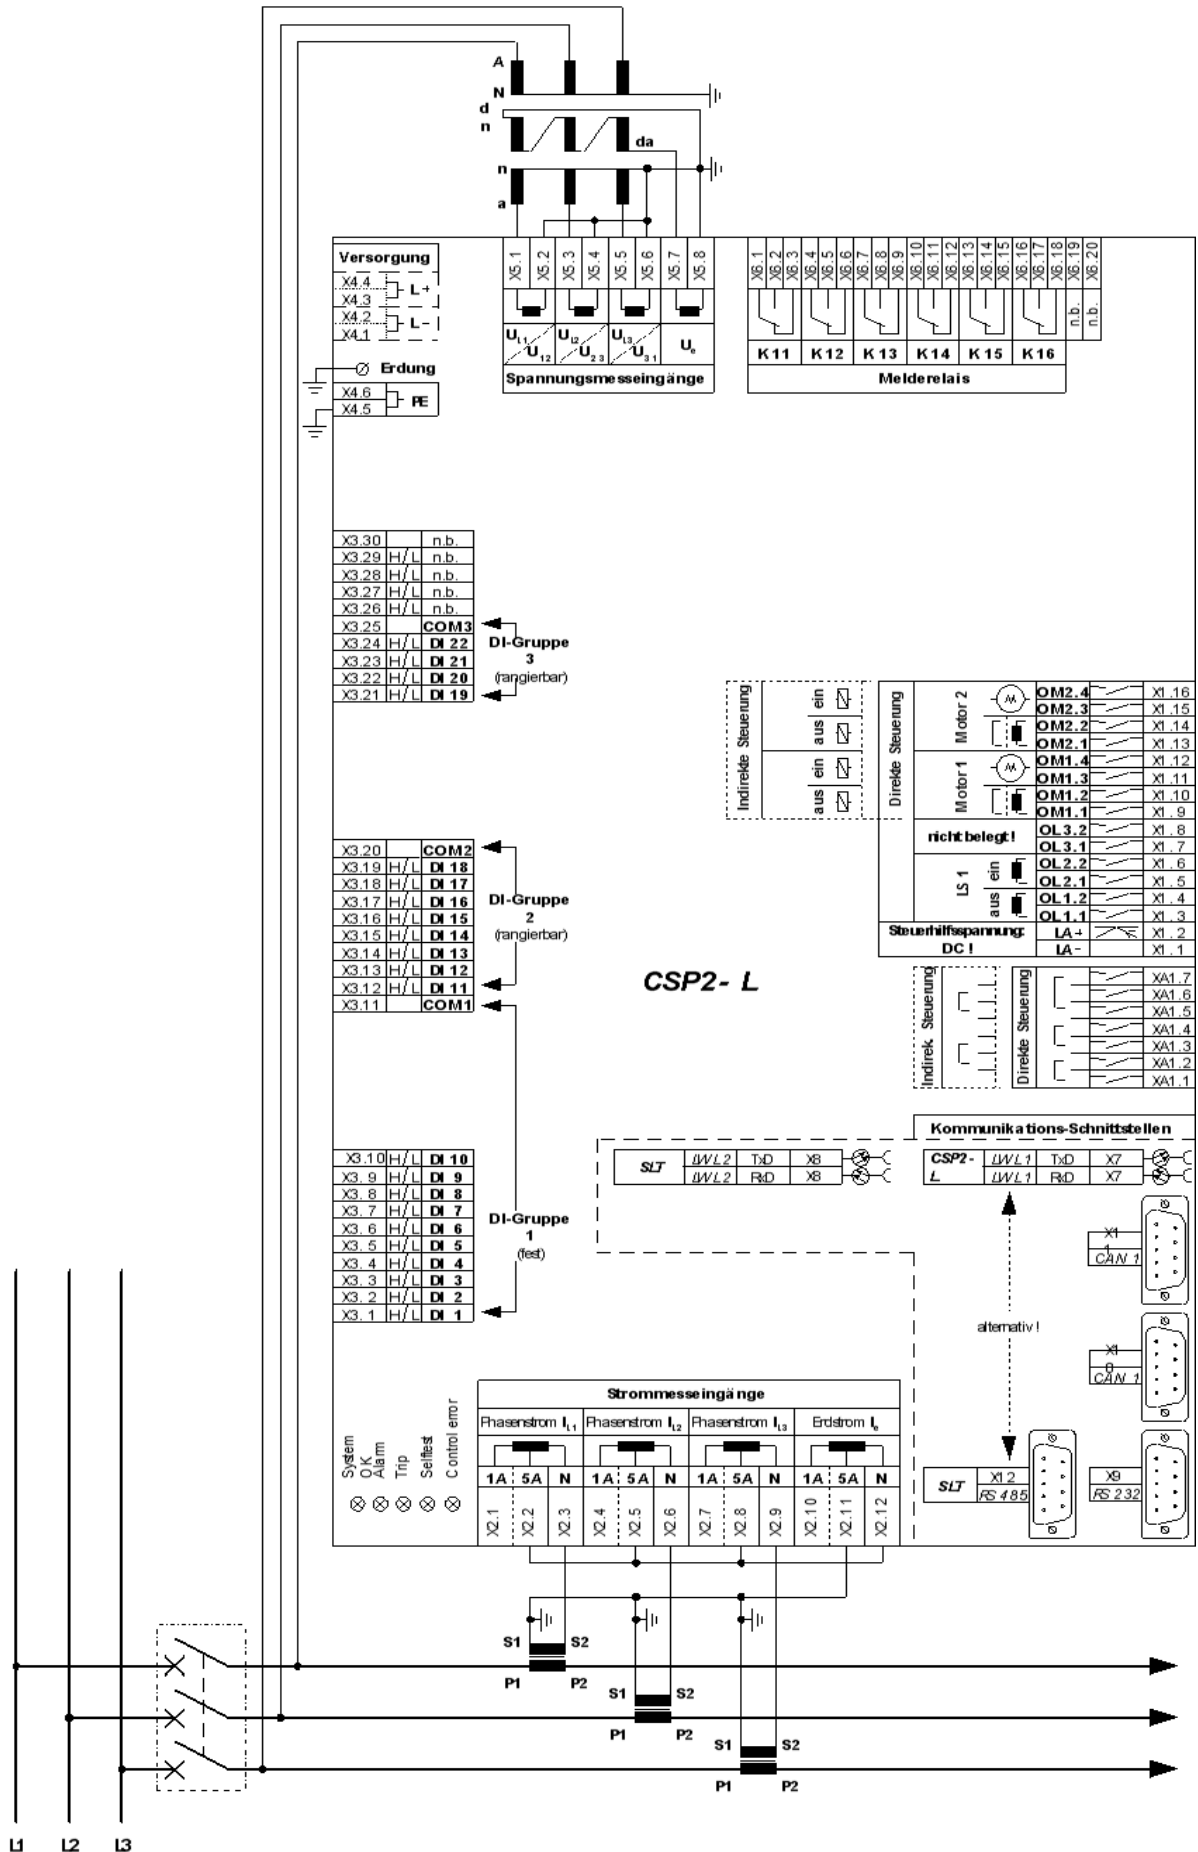 A
N
d
n
da
n
a
Versorgung
X4.4
X4.3
L+
X4.2
X4.1
L-
Erdung
X4.6
X4.5
PE
X5.1 X5.2 X5.3 X5.4 X5.5 X5.6 X5.7 X5.8
UL1 U12 UL2 U23 UL3 U31 Ue
Spannungsmesseingänge
X6.1 X6.2 X6.3 X6.4 X6.5 X6.6 X6.7 X6.8 X6.9 X6.10 X6.11 X6.12 X6.13 X6.14 X6.15 X6.16 X6.17 X6.18 X6.19 X6.20
n.b. n.b.
K11 K12 K13 K14 K15 K16
Melderelais
X3.30 n.b.
X3.29 H/L n.b.
X3.28 H/L n.b.
X3.27 H/L n.b.
X3.26 H/L n.b.
X3.25 COM3
X3.24 H/L DI 22
X3.23 H/L DI 21
X3.22 H/L DI 20
X3.21 H/L DI 19
DI-Gruppe
3
(rangierbar)
X3.20 COM2
X3.19 H/L DI 18
X3.18 H/L DI 17
X3.17 H/L DI 16
X3.16 H/L DI 15
X3.15 H/L DI 14
X3.14 H/L DI 13
X3.13 H/L DI 12
X3.12 H/L DI 11
X3.11 COM1
DI-Gruppe
2
(rangierbar)
X3.10 H/L DI 10
X3. 9 H/L DI 9
X3. 8 H/L DI 8
X3. 7 H/L DI 7
X3. 6 H/L DI 6
X3. 5 H/L DI 5
X3. 4 H/L DI 4
X3. 3 H/L DI 3
X3. 2 H/L DI 2
X3. 1 H/L DI 1
DI-Gruppe
1
(fest)
CSP2- L
Indirekte Steuerung
aus ein aus ein
Direkte Steuerung
Motor 2
Motor 1
nicht belegt !
LS 1
aus ein
M
M
OM2.4 X1 .16
OM2.3 X1 .15
OM2.2 X1 .14
OM2.1 X1 .13
OM1.4 X1 .12
OM1.3 X1 .11
OM1.2 X1 .10
OM1.1 X1 . 9
OL3.2 X1 . 8
OL3.1 X1 . 7
OL2.2 X1 . 6
OL2.1 X1 . 5
OL1.2 X1 . 4
OL1.1 X1 . 3
Steuerhilfsspannung:
DC !
LA+ X1 . 2
LA- X1 . 1
Indirek. Steuerung
Direkte Steuerung
XA1.7
XA1.6
XA1.5
XA1.4
XA1.3
XA1.2
XA1.1
Kommunikations-Schnittstellen
SLT
LWL2 TxD X8
LWL2 RxD X8
CSP2-
L
LWL1 TxD X7
LWL1 RxD X7
X1
1
CAN 1
alternativ !
X1
0
CAN 1
SLT
X12
RS 485
X9
RS 232
System
OK
Alarm
Trip
Selftest
Control error
Strommesseingänge
Phasenstrom IL1 Phasenstrom IL2 Phasenstrom IL3 Erdstrom Ie
1A 5A N 1A 5A N 1A 5A N 1A 5A N
X2.1 X2.2 X2.3 X2.4 X2.5 X2.6 X2.7 X2.8 X2.9 X2.10 X2.11 X2.12
S1 S2
P1 P2
S1 S2
P1 P2
S1 S2
P1 P2
L1 L2 L3